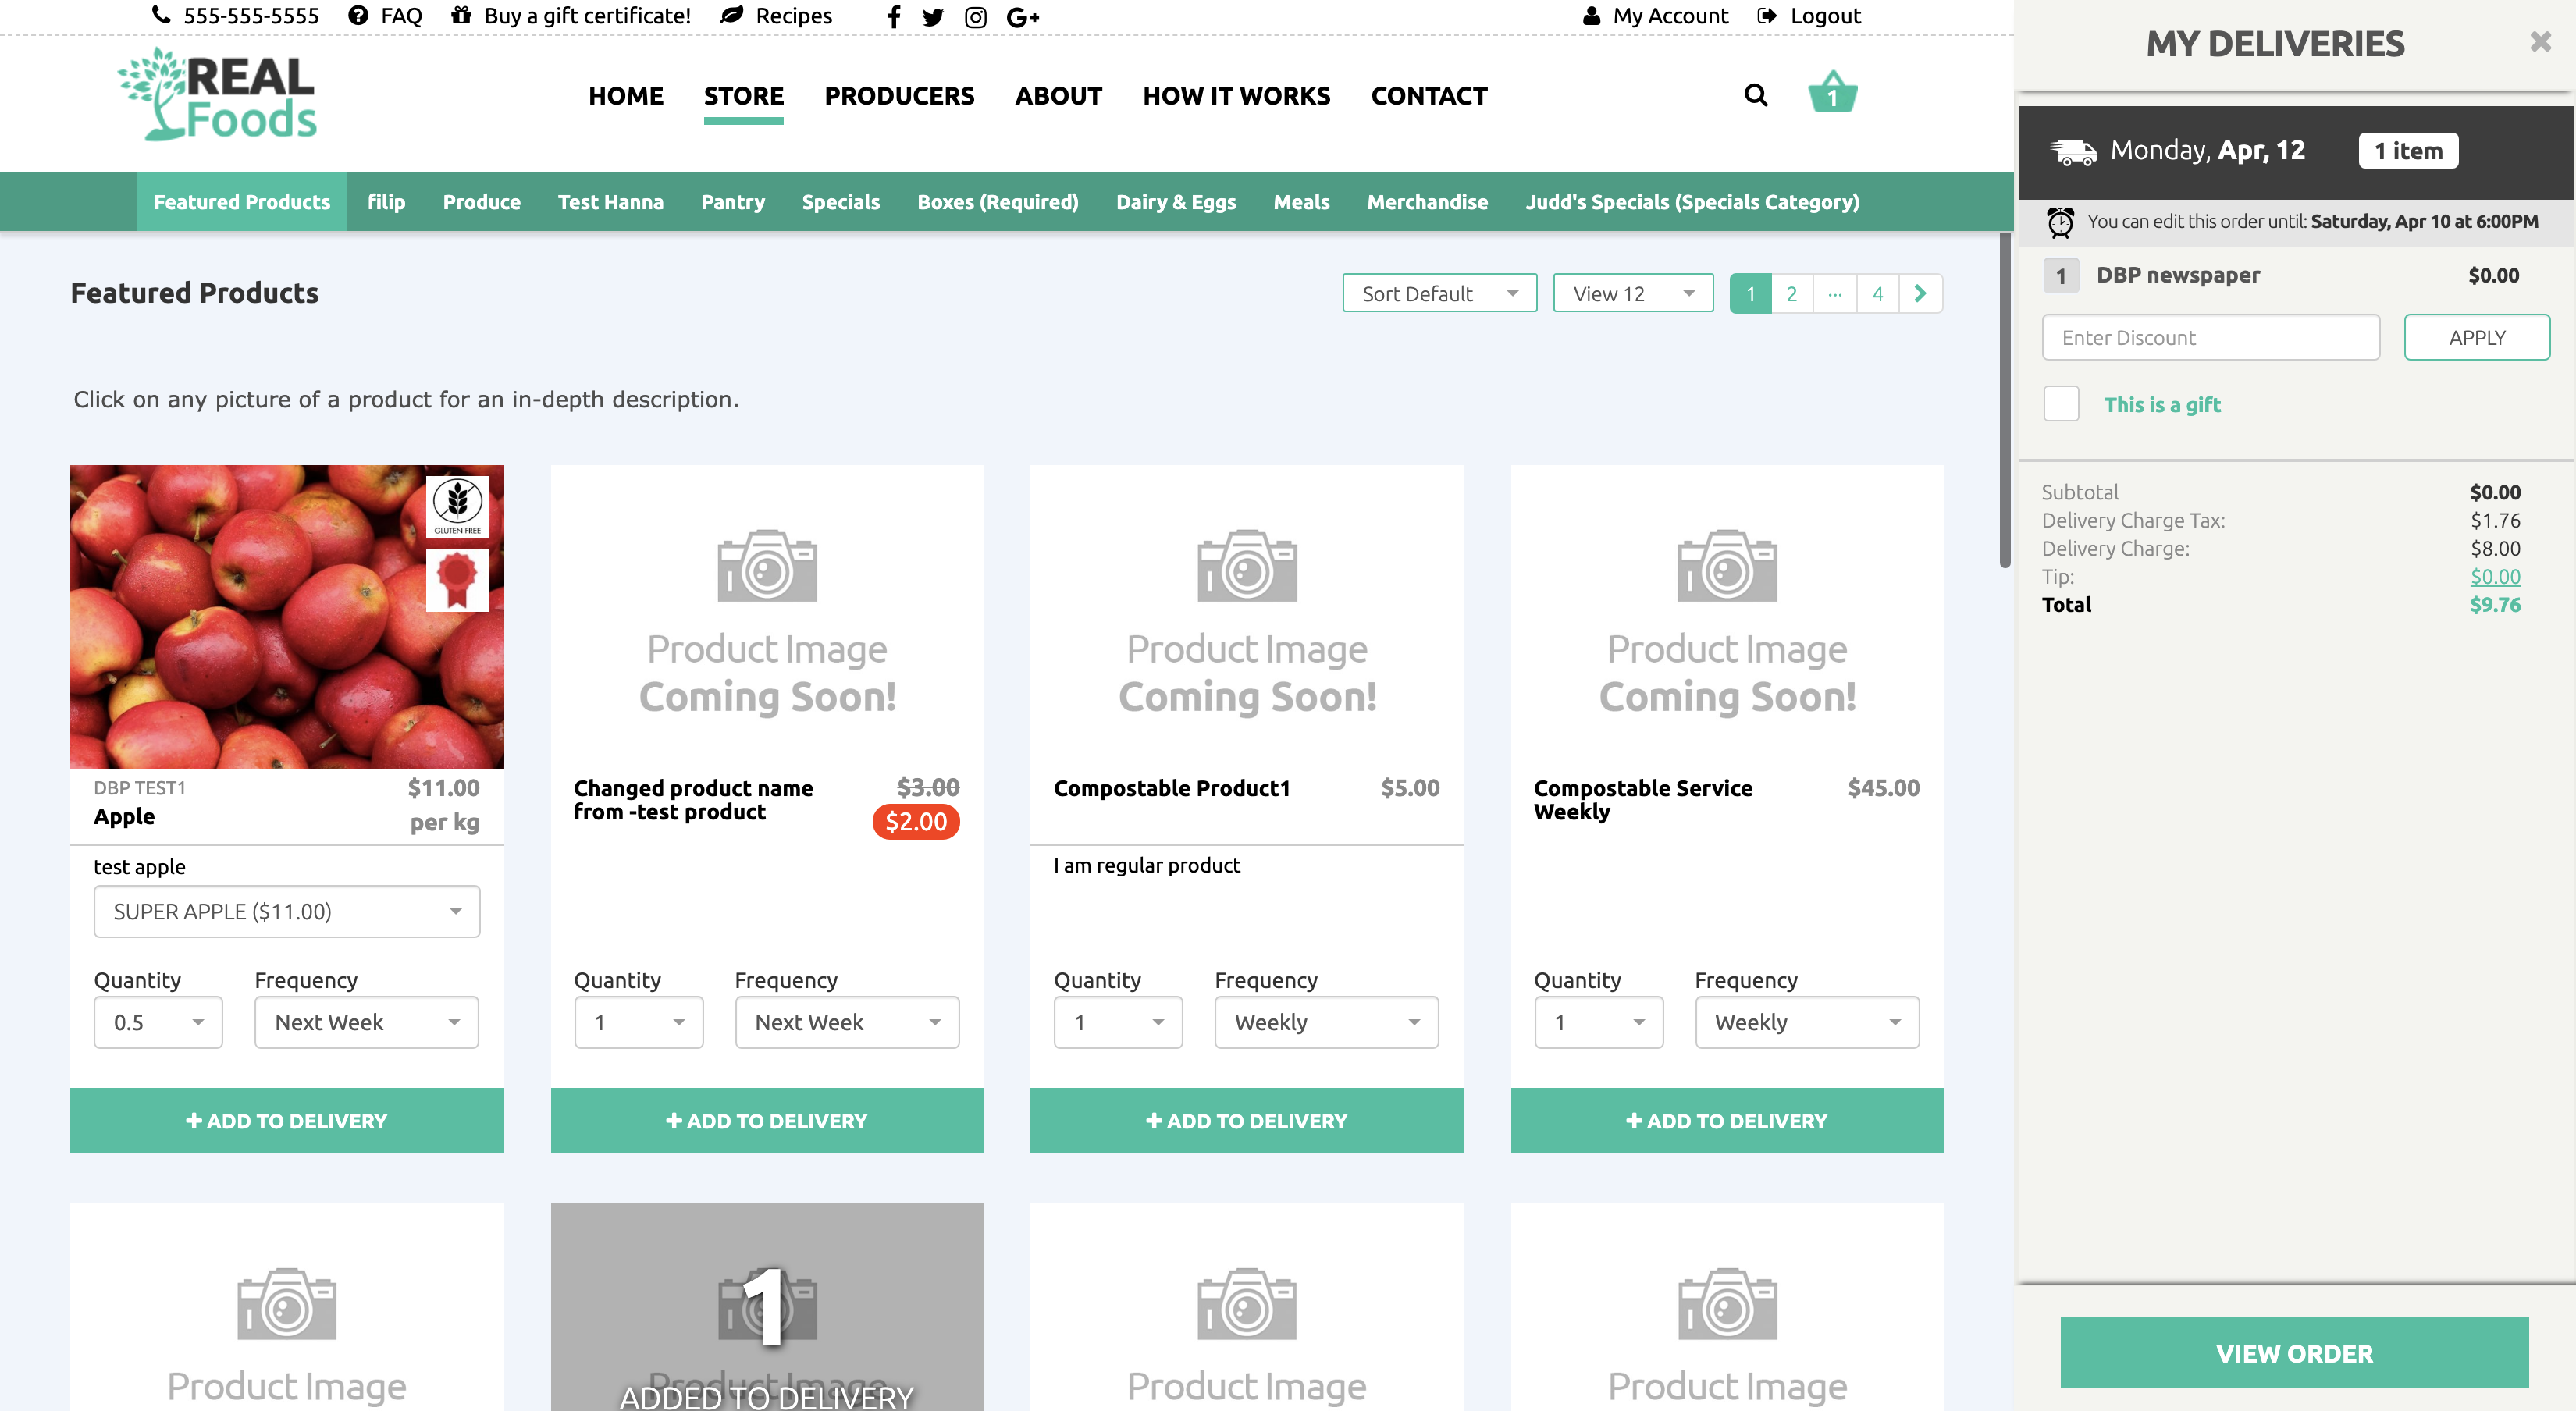 555-555-5555 FAQ Buy a gift certificate! Recipes My Account Logout
REAL
Foods
HOME STORE PRODUCERS ABOUT HOW IT WORKS CONTACT
1
Featured Products filip Produce Test Hanna Pantry Specials Boxes (Required) Dairy & Eggs Meals Merchandise Judd's Specials (Specials Category)
Featured Products
Sort Default View 12 1 2 ... 4
Click on any picture of a product for an in-depth description.
GLUTEN FREE
DBP TEST1 $11.00
Apple per kg
test apple
SUPER APPLE ($11.00)
Quantity Frequency
0.5 Next Week
+ ADD TO DELIVERY
Product Image
Coming Soon!
Changed product name $3.00
from -test product $2.00
Quantity Frequency
1 Next Week
+ ADD TO DELIVERY
Product Image
Coming Soon!
Compostable Product1 $5.00
I am regular product
Quantity Frequency
1 Weekly
+ ADD TO DELIVERY
Product Image
Coming Soon!
Compostable Service $45.00
Weekly
Quantity Frequency
1 Weekly
+ ADD TO DELIVERY
Product Image
1
Product Image
ADDED TO DELIVERY
Product Image
Product Image
MY DELIVERIES
Monday, Apr, 12 1 item
You can edit this order until: Saturday, Apr 10 at 6:00PM
1 DBP newspaper $0.00
Enter Discount APPLY
This is a gift
Subtotal $0.00
Delivery Charge Tax: $1.76
Delivery Charge: $8.00
Tip: $0.00
Total $9.76
VIEW ORDER